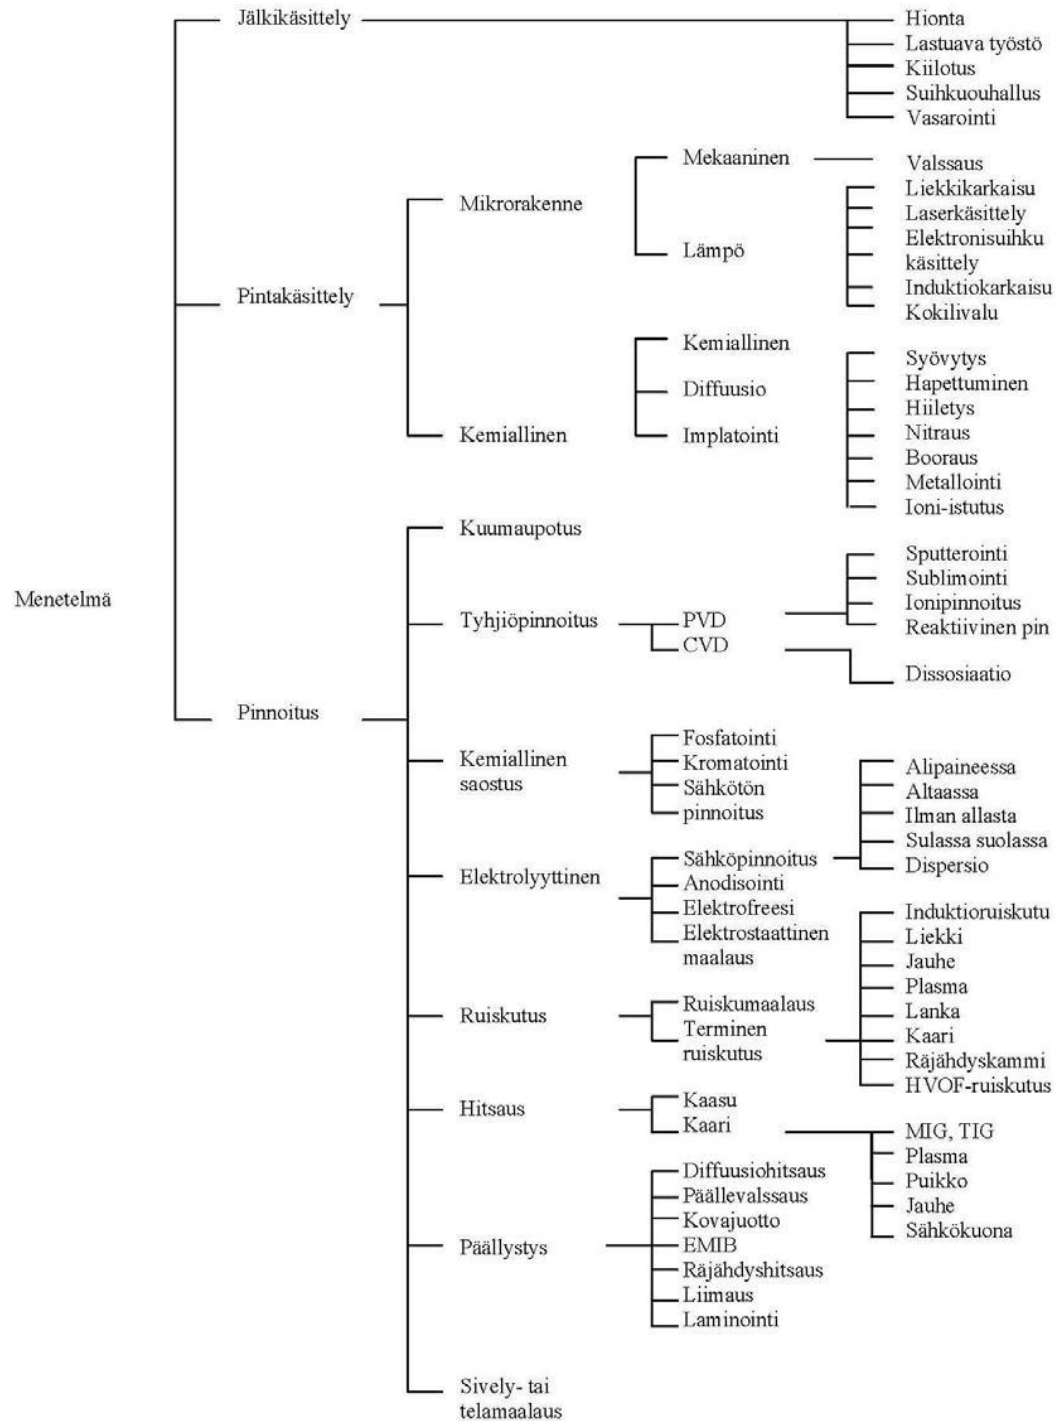 Jälkikäsittely
Hionta
Lastuava työstö
Kiilotus
Suihkuouhallus
Vasarointi
Mekaaninen
Valssaus
Mikrorakenne
Liekkikarkaisu
Laserkäsittely
Lämpö
Elektronisuihku
käsittely
Induktiokarkaisu
Kokilivalu
Pintakäsittely
Kemiallinen
Diffuusio
Implatointi
Kemiallinen
Syövytys
Hapettuminen
Hiiletys
Nitraus
Booraus
Metallointi
Ioni-istutus
Menetelmä
Kuumaupotus
Tyhjiöpinnoitus
PVD
CVD
Sputterointi
Sublimointi
Ionipinnoitus
Reaktiivinen pin
Dissosiaatio
Pinnoitus
Kemiallinen
saostus
Fosfatointi
Kromatointi
Sähkötön
pinnoitus
Elektrolyyttinen
Sähköpinnoitus
Anodisointi
Elektrofreesi
Elektrostaattinen
maalaus
Alipaineessa
Altaassa
Ilman allasta
Sulassa suolassa
Dispersio
Ruiskutus
Ruiskumaalaus
Terminen
ruiskutus
Induktioruiskutu
Liekki
Jauhe
Plasma
Lanka
Kaari
Räjähdyskammi
HVOF-ruiskutus
Hitsaus
Kaasu
Kaari
MIG, TIG
Plasma
Puikko
Jauhe
Sähkökuona
Päällystys
Diffuusiohitsaus
Päällevalssaus
Kovajuotto
EMIB
Räjähdyshitsaus
Liimaus
Laminointi
Sively- tai
telamaalaus